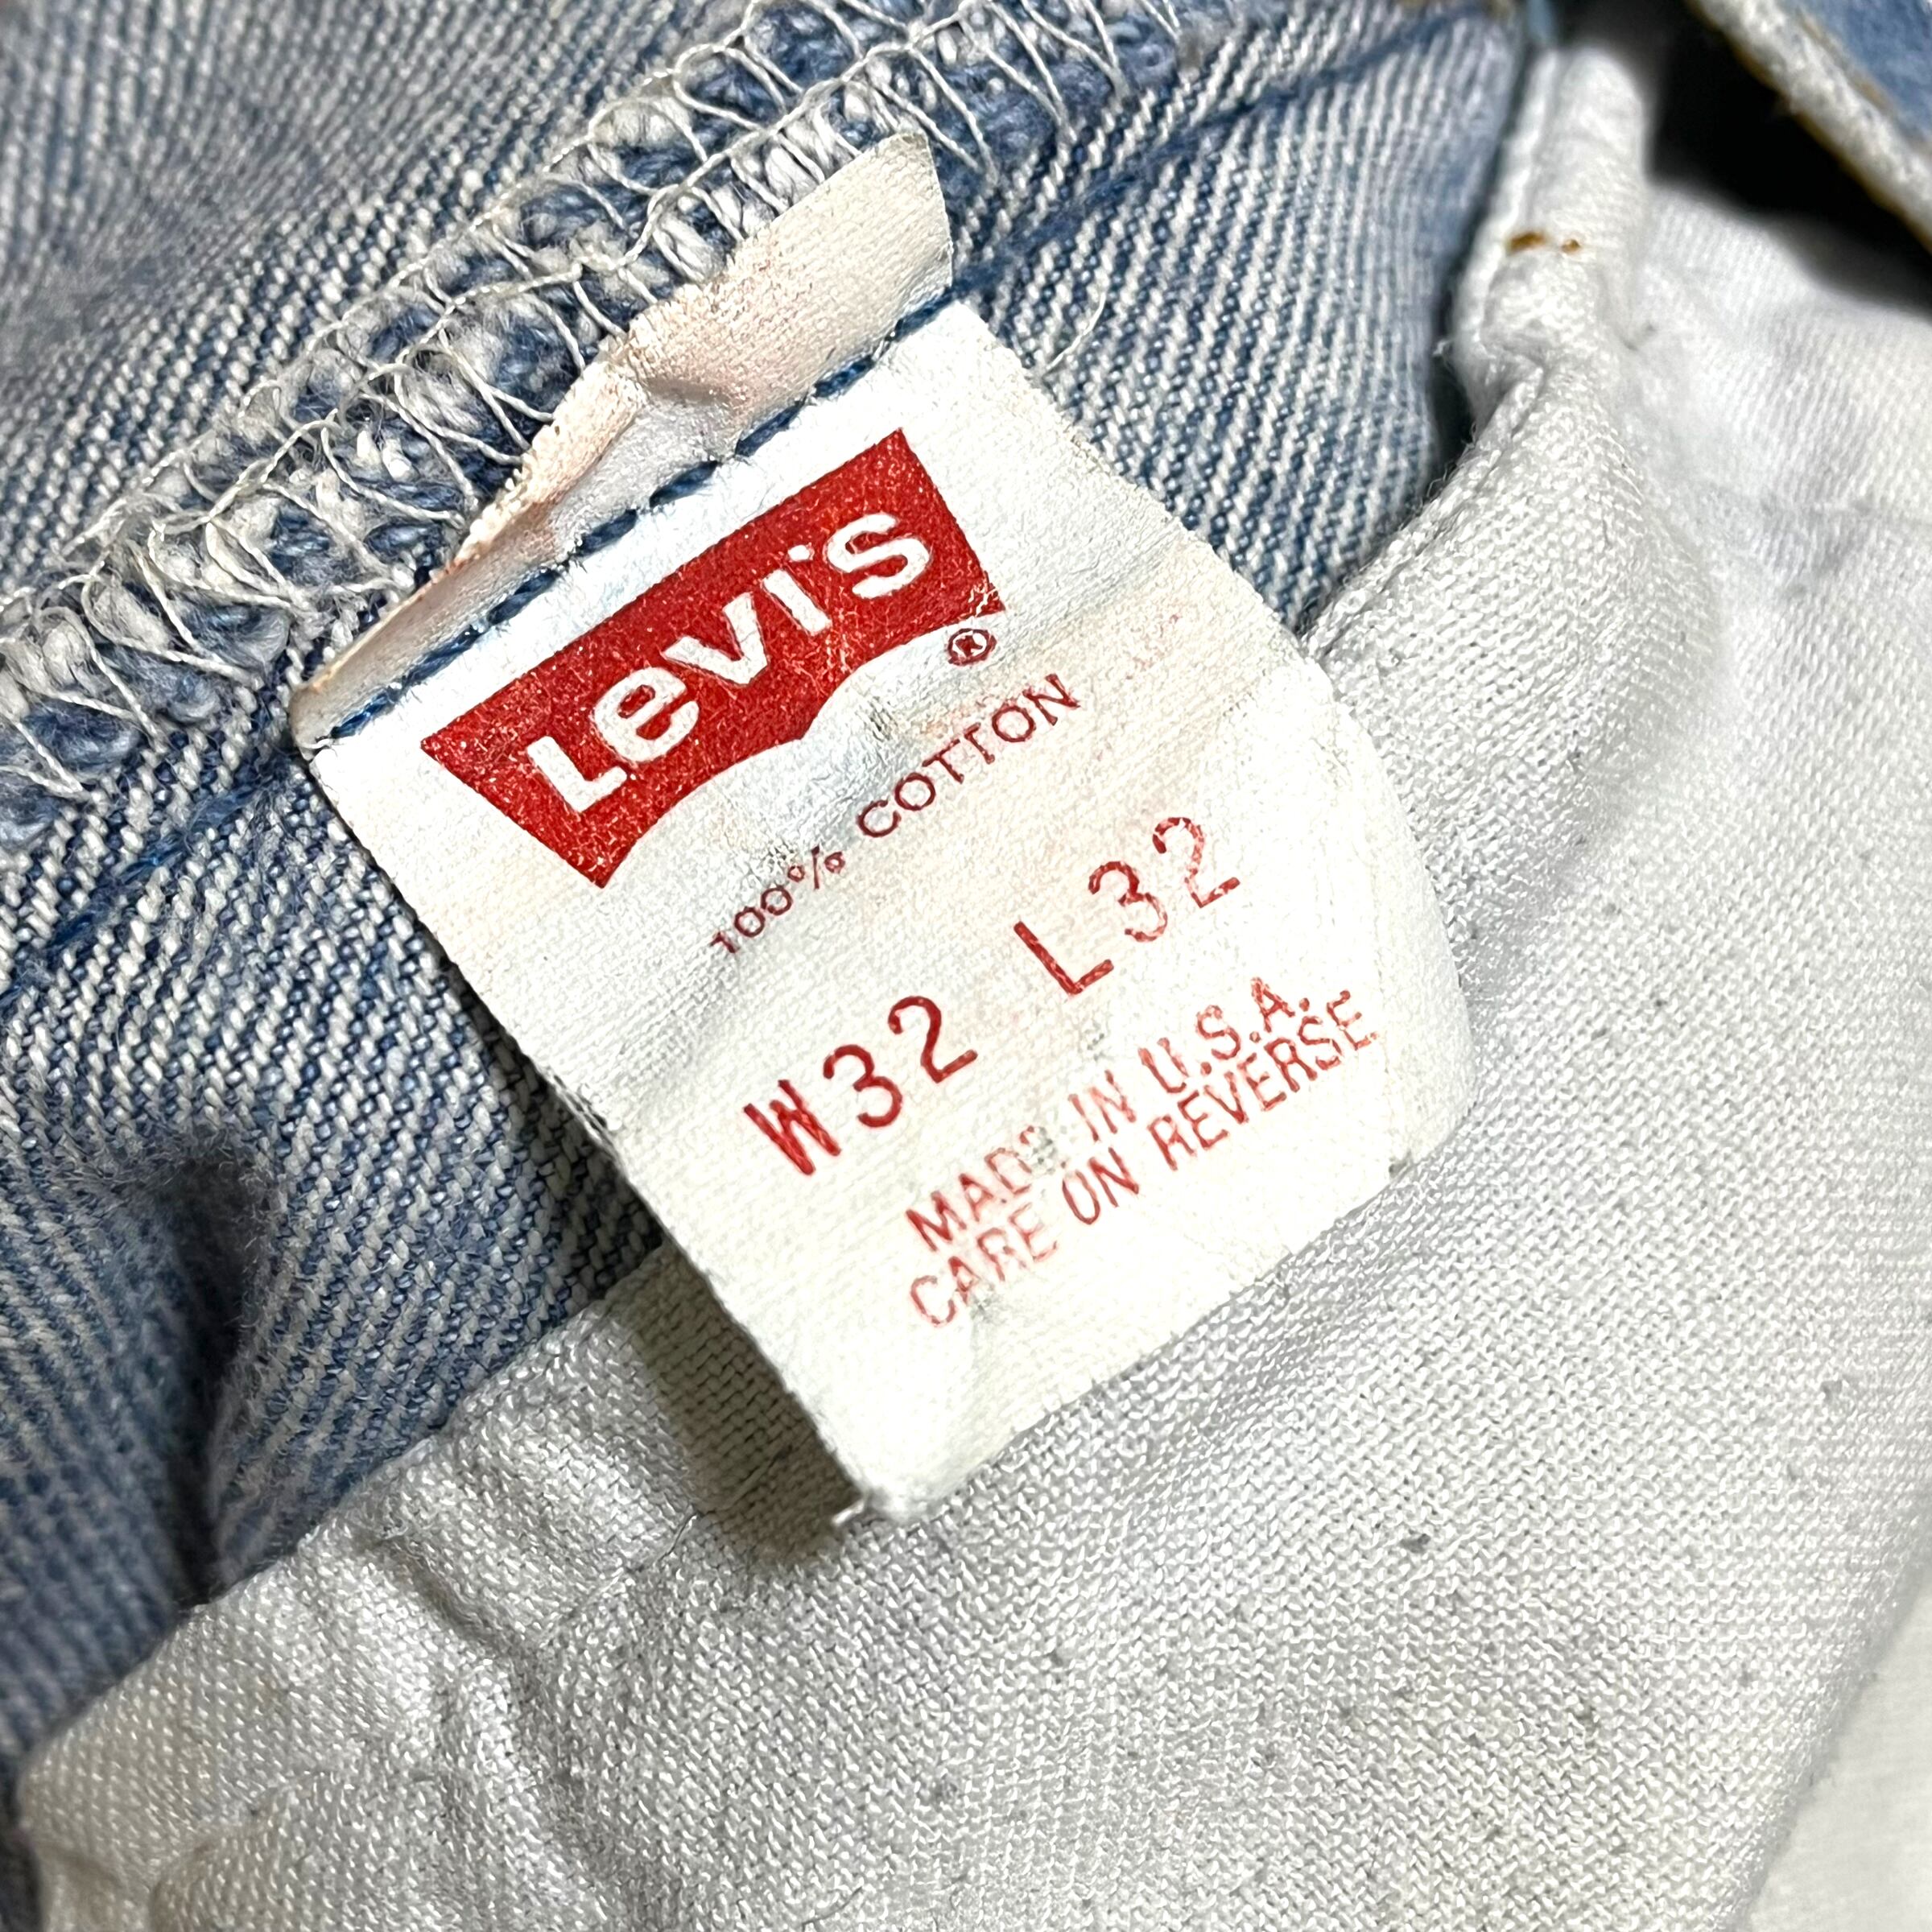 Levi's
®
100% COTTON
W32 L32
MADE IN U.S.A.
CARE ON REVERSE.